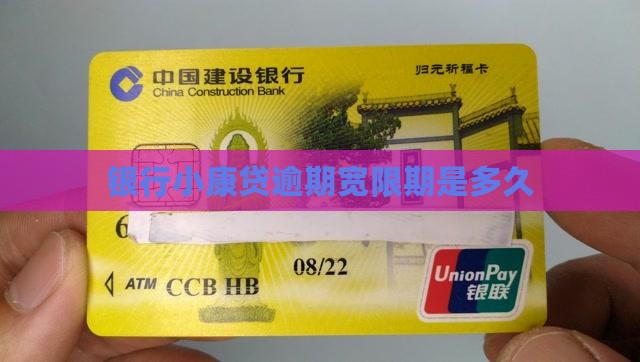 中国建设银行
China Construction Bank
归元祈福卡
银行小康贷逾期宽限期是多久
6
08/22
ATM CCB HB
UnionPay
银联